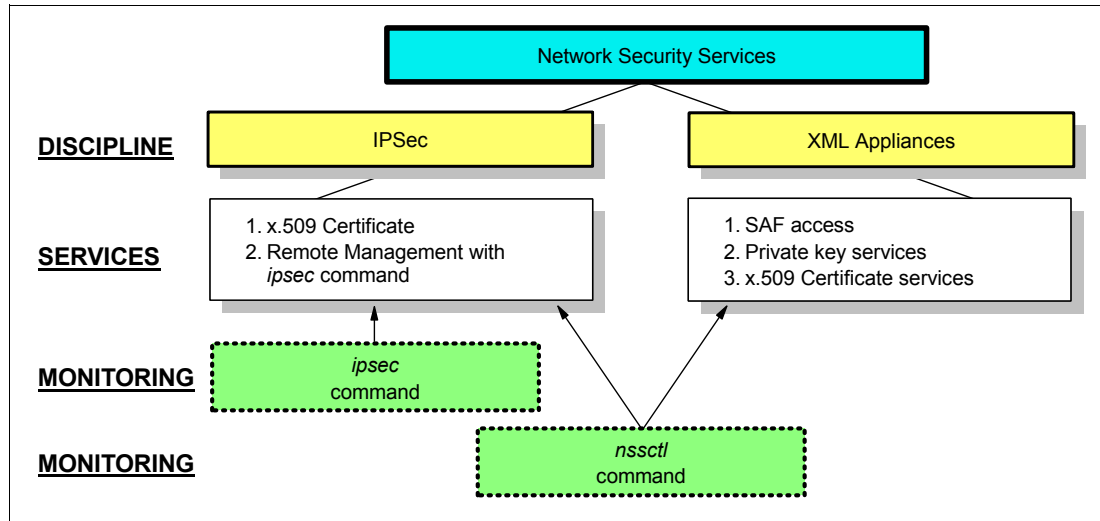 Network Security Services
DISCIPLINE
IPSec
XML Appliances
SERVICES
1. x.509 Certificate
2. Remote Management with
ipsec command
1. SAF access
2. Private key services
3. x.509 Certificate services
MONITORING
ipsec
command
MONITORING
nssctl
command